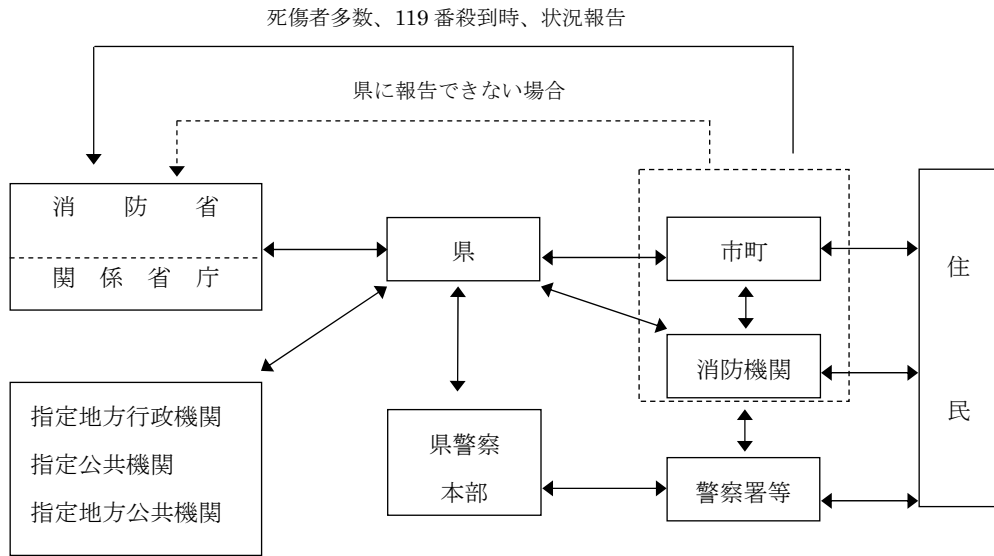 死傷者多数、119 番殺到時、状況報告
県に報告できない場合
消防省
関係省庁
県
市町
消防機関
住民
指定地方行政機関
指定公共機関
指定地方公共機関
県警察
本部
警察署等